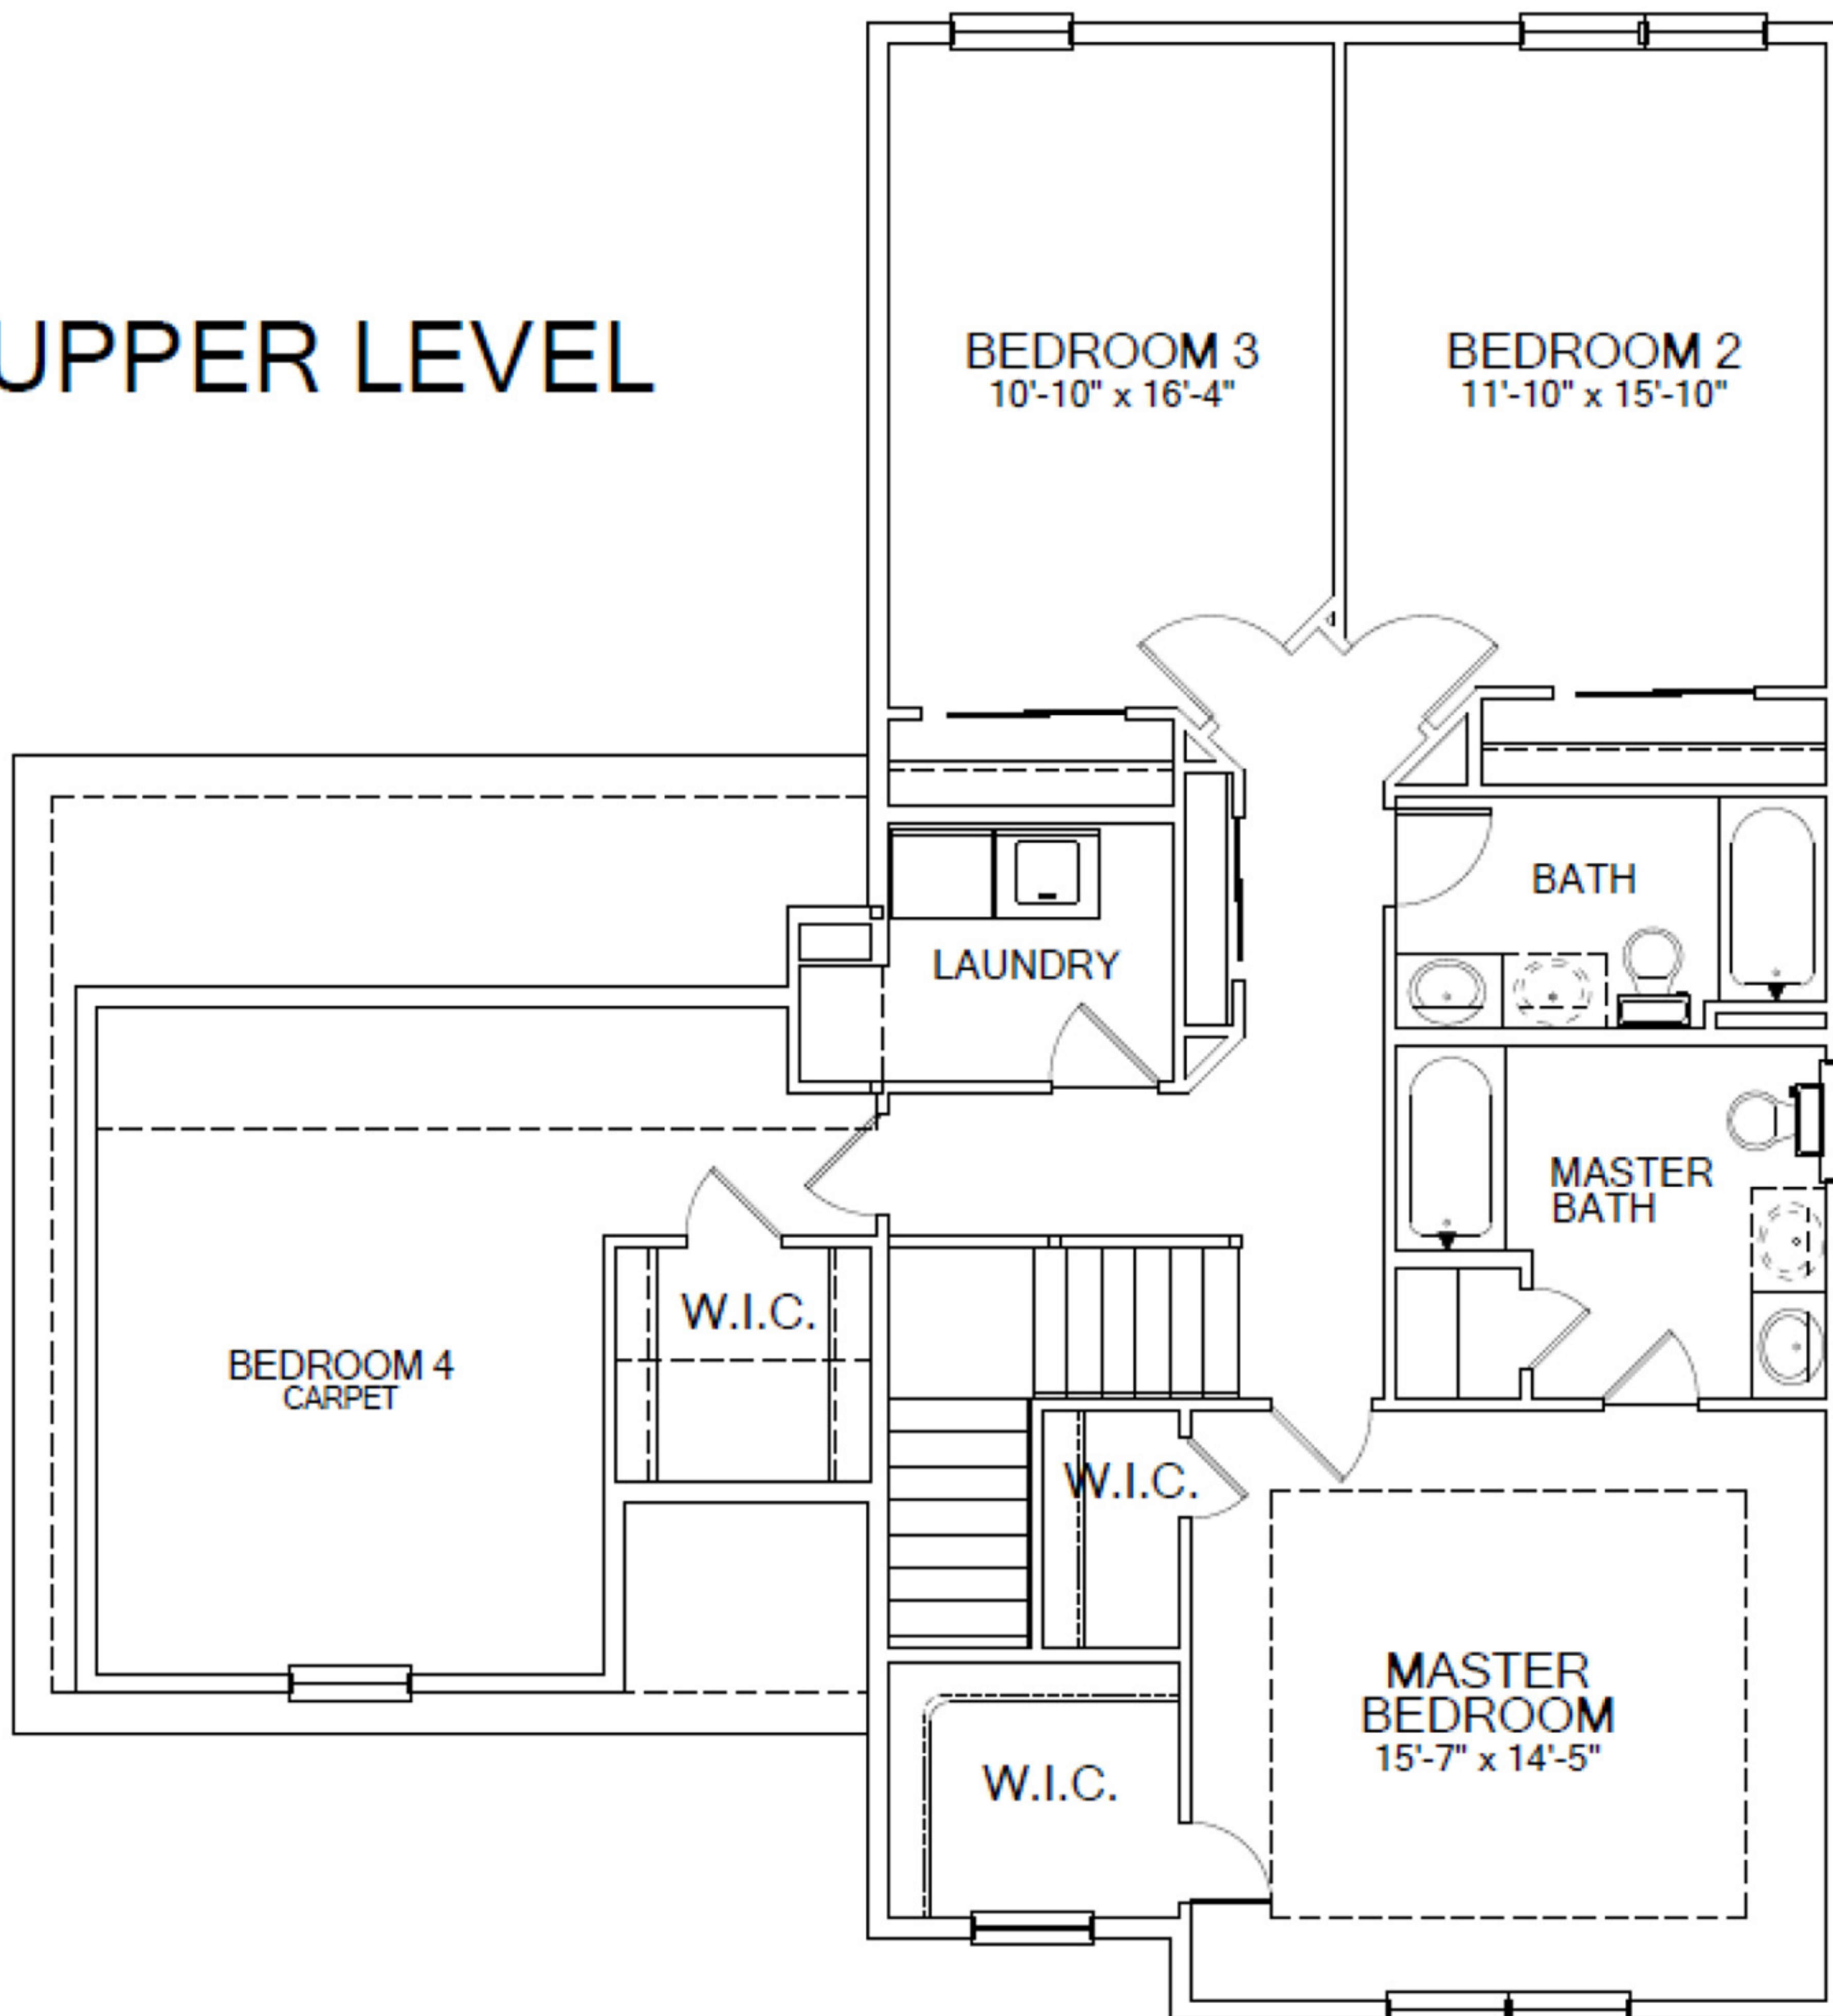 UPPER LEVEL
BEDROOM 3
10'-10" x 16'-4"
BEDROOM 2
11'-10" x 15'-10"
BATH
LAUNDRY
MASTER
BATH
W.I.C.
BEDROOM 4
CARPET
W.I.C.
MASTER
BEDROOM
15'-7" x 14'-5"
W.I.C.